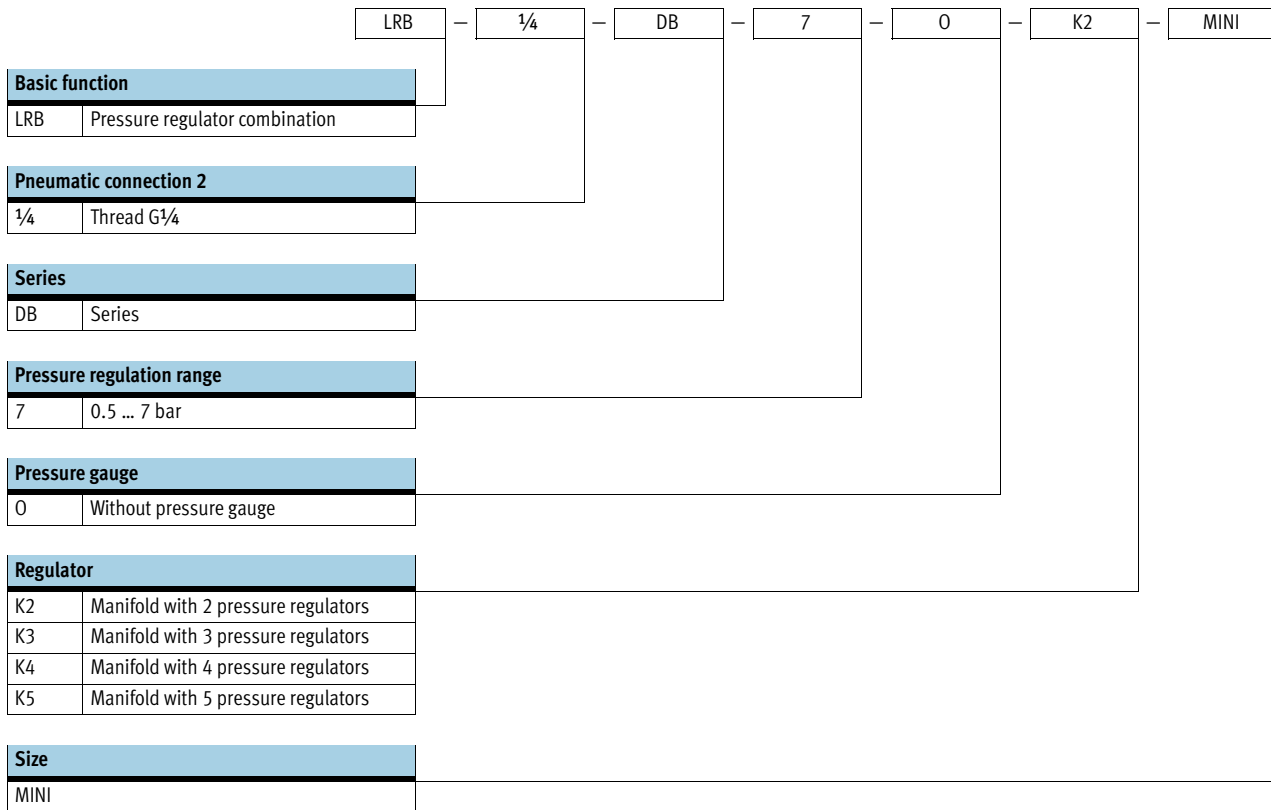 LRB – ¼ – DB – 7 – O – K2 – MINI
Basic function
LRB Pressure regulator combination
Pneumatic connection 2
¼ Thread G¼
Series
DB Series
Pressure regulation range
7 0.5 ... 7 bar
Pressure gauge
O Without pressure gauge
Regulator
K2 Manifold with 2 pressure regulators
K3 Manifold with 3 pressure regulators
K4 Manifold with 4 pressure regulators
K5 Manifold with 5 pressure regulators
Size
MINI